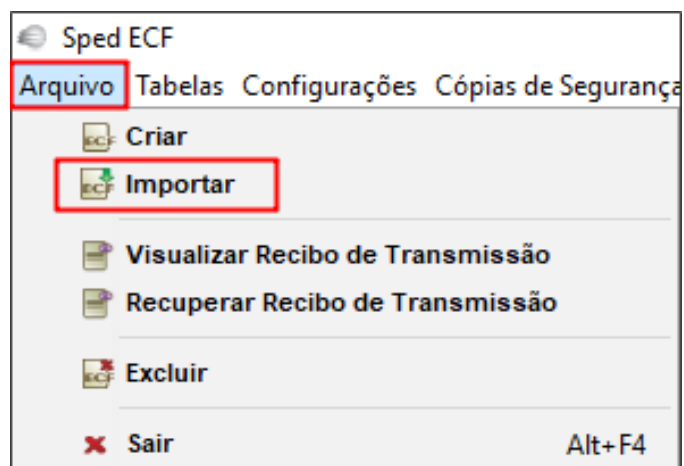 Sped ECF
Arquivo Tabelas Configurações Cópias de Segurança
Criar
Importar
Visualizar Recibo de Transmissão
Recuperar Recibo de Transmissão
Excluir
Sair Alt+F4